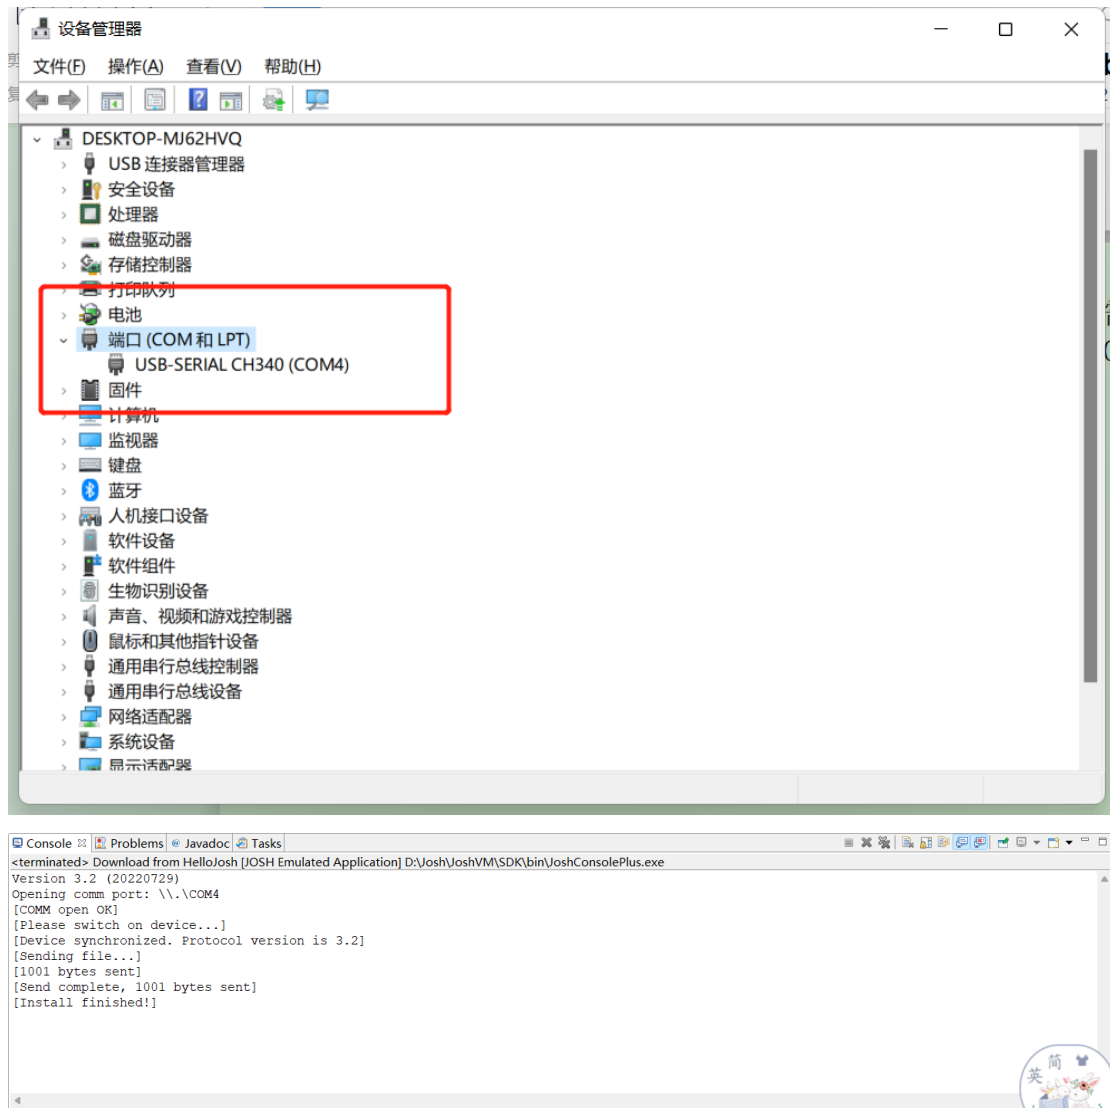 设备管理器
文件(F) 操作(A) 查看(V) 帮助(H)
DESKTOP-MJ62HVQ
USB 连接器管理器
安全设备
处理器
磁盘驱动器
存储控制器
打印队列
电池
端口 (COM 和 LPT)
USB-SERIAL CH340 (COM4)
固件
计算机
监视器
键盘
蓝牙
人机接口设备
软件设备
软件组件
生物识别设备
声音、视频和游戏控制器
鼠标和其他指针设备
通用串行总线控制器
通用串行总线设备
网络适配器
系统设备
显示适配器
Console Problems Javadoc Tasks
<terminated> Download from HelloJosh [JOSH Emulated Application] D:\Josh\JoshVM\SDK\bin\JoshConsolePlus.exe
Version 3.2 (20220729)
Opening comm port: \\.\COM4
[COMM open OK]
[Please switch on device...]
[Device synchronized. Protocol version is 3.2]
[Sending file...]
[1001 bytes sent]
[Send complete, 1001 bytes sent]
[Install finished!]
英 简